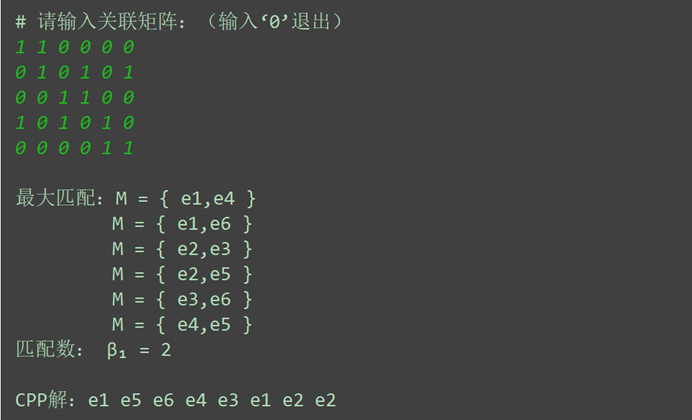 # 请输入关联矩阵：（输入‘0’退出）
1 1 0 0 0 0
0 1 0 1 0 1
0 0 1 1 0 0
1 0 1 0 1 0
0 0 0 0 1 1
最大匹配：M = { e1,e4 }
M = { e1,e6 }
M = { e2,e3 }
M = { e2,e5 }
M = { e3,e6 }
M = { e4,e5 }
匹配数： β₁ = 2
CPP解：e1 e5 e6 e4 e3 e1 e2 e2